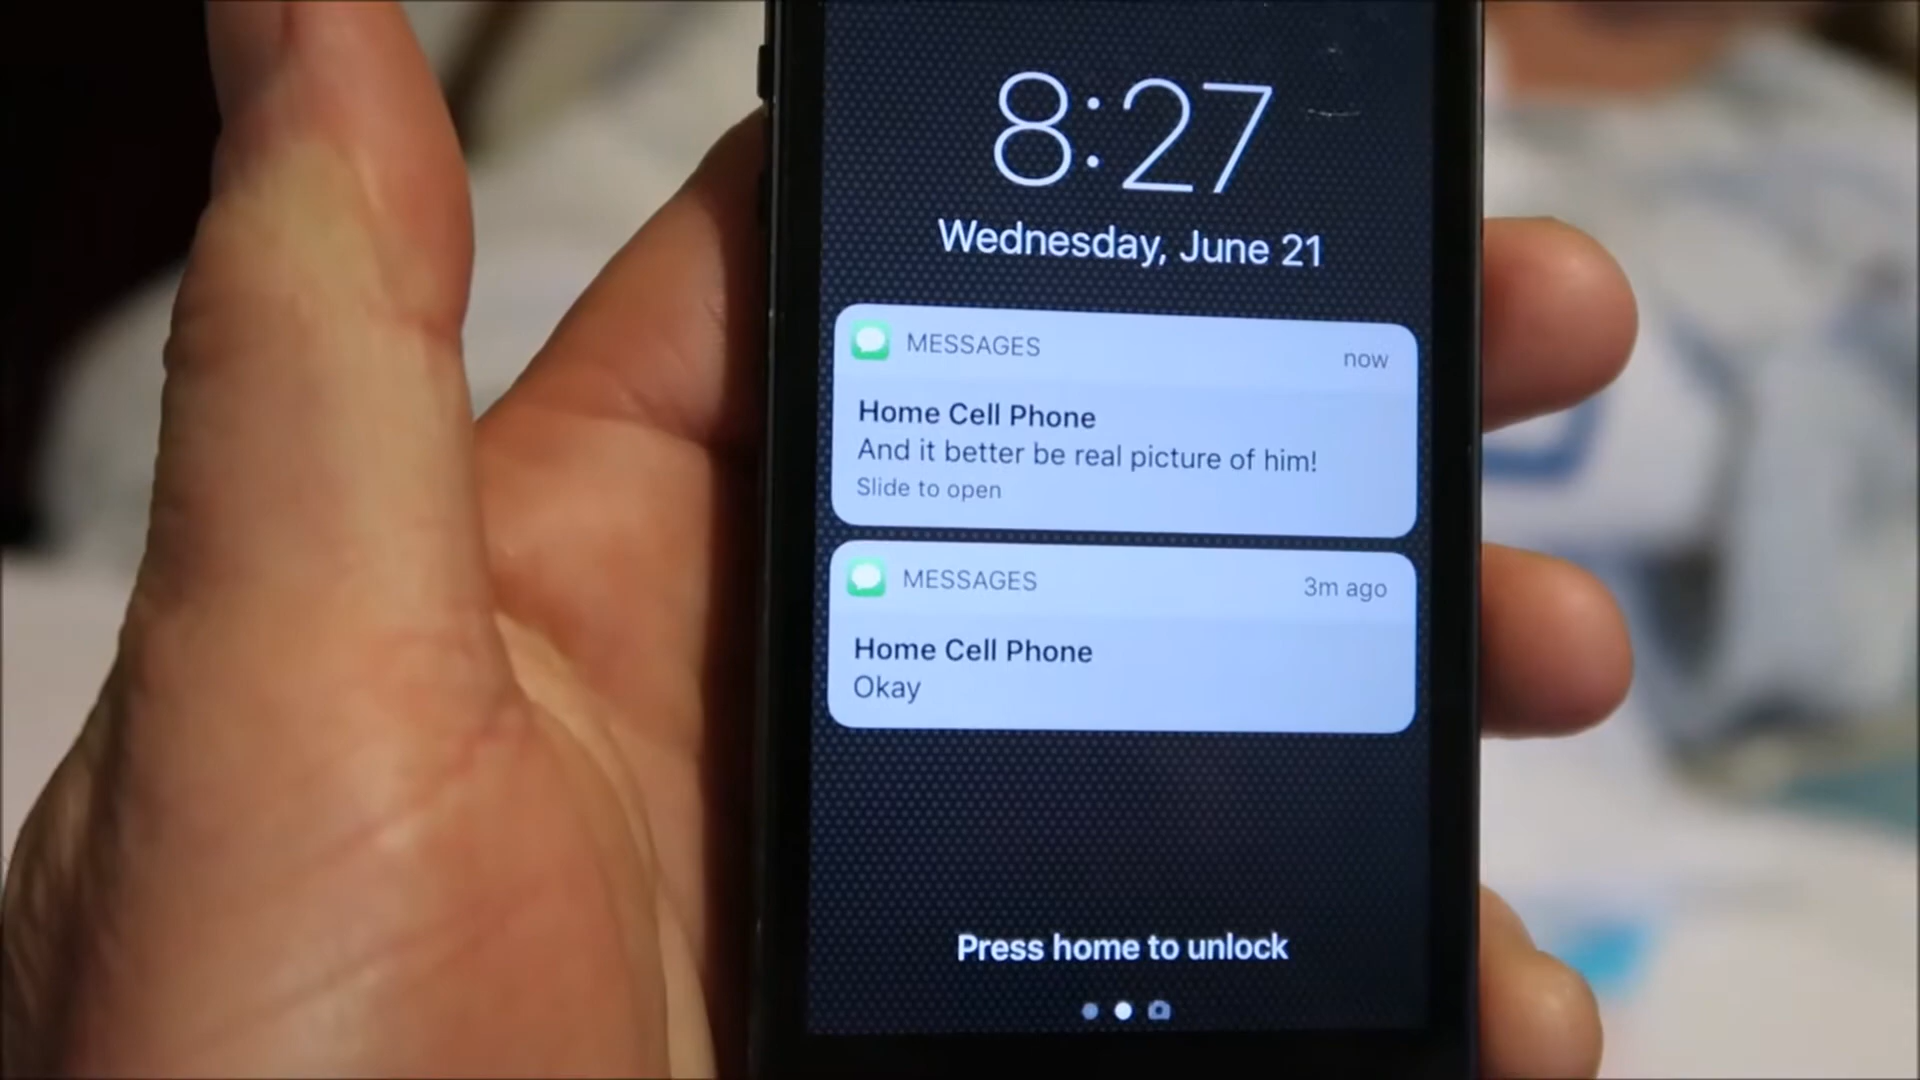 8:27
Wednesday, June 21
MESSAGES
now
Home Cell Phone
And it better be real picture of him!
Slide to open
MESSAGES
3m ago
Home Cell Phone
Okay
Press home to unlock